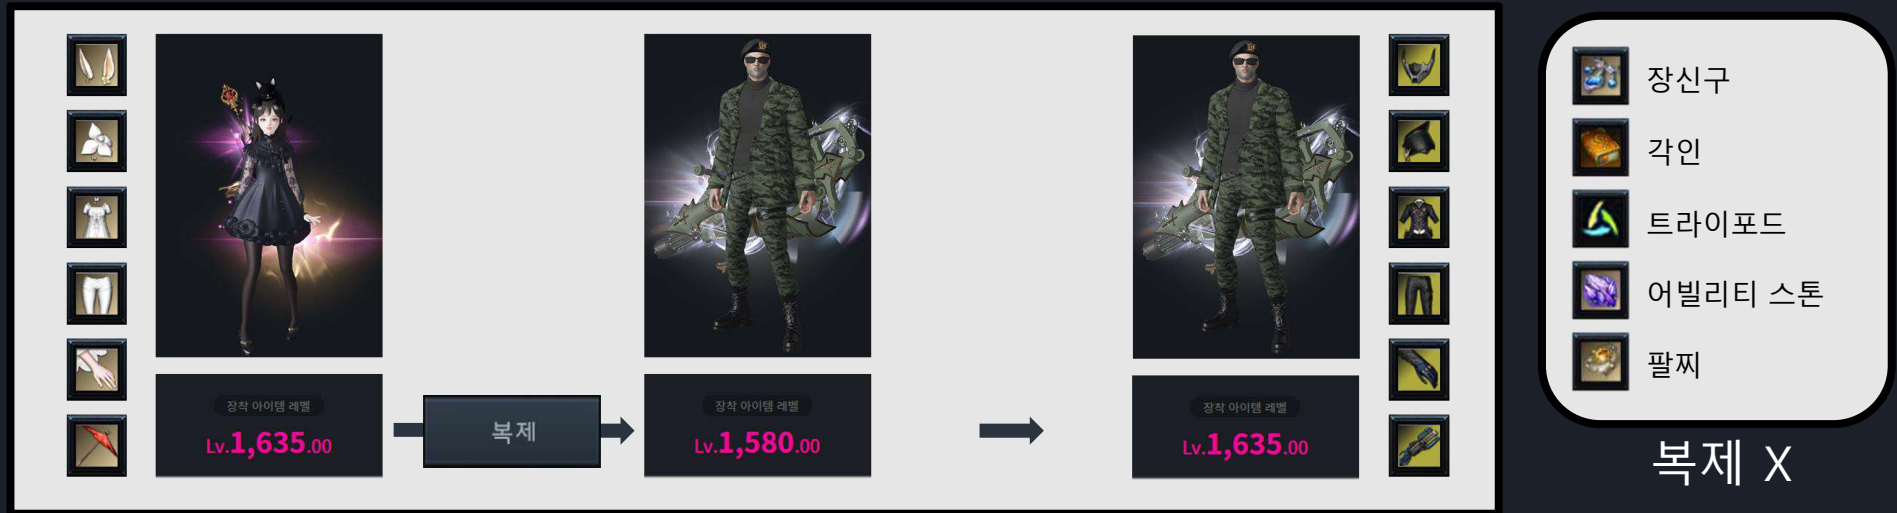 장착 아이템 레벨
Lv.1,635.00
복제
장착 아이템 레벨
Lv.1,580.00
장착 아이템 레벨
Lv.1,635.00
장신구
각인
트라이포드
어빌리티 스톤
팔찌
복제 X